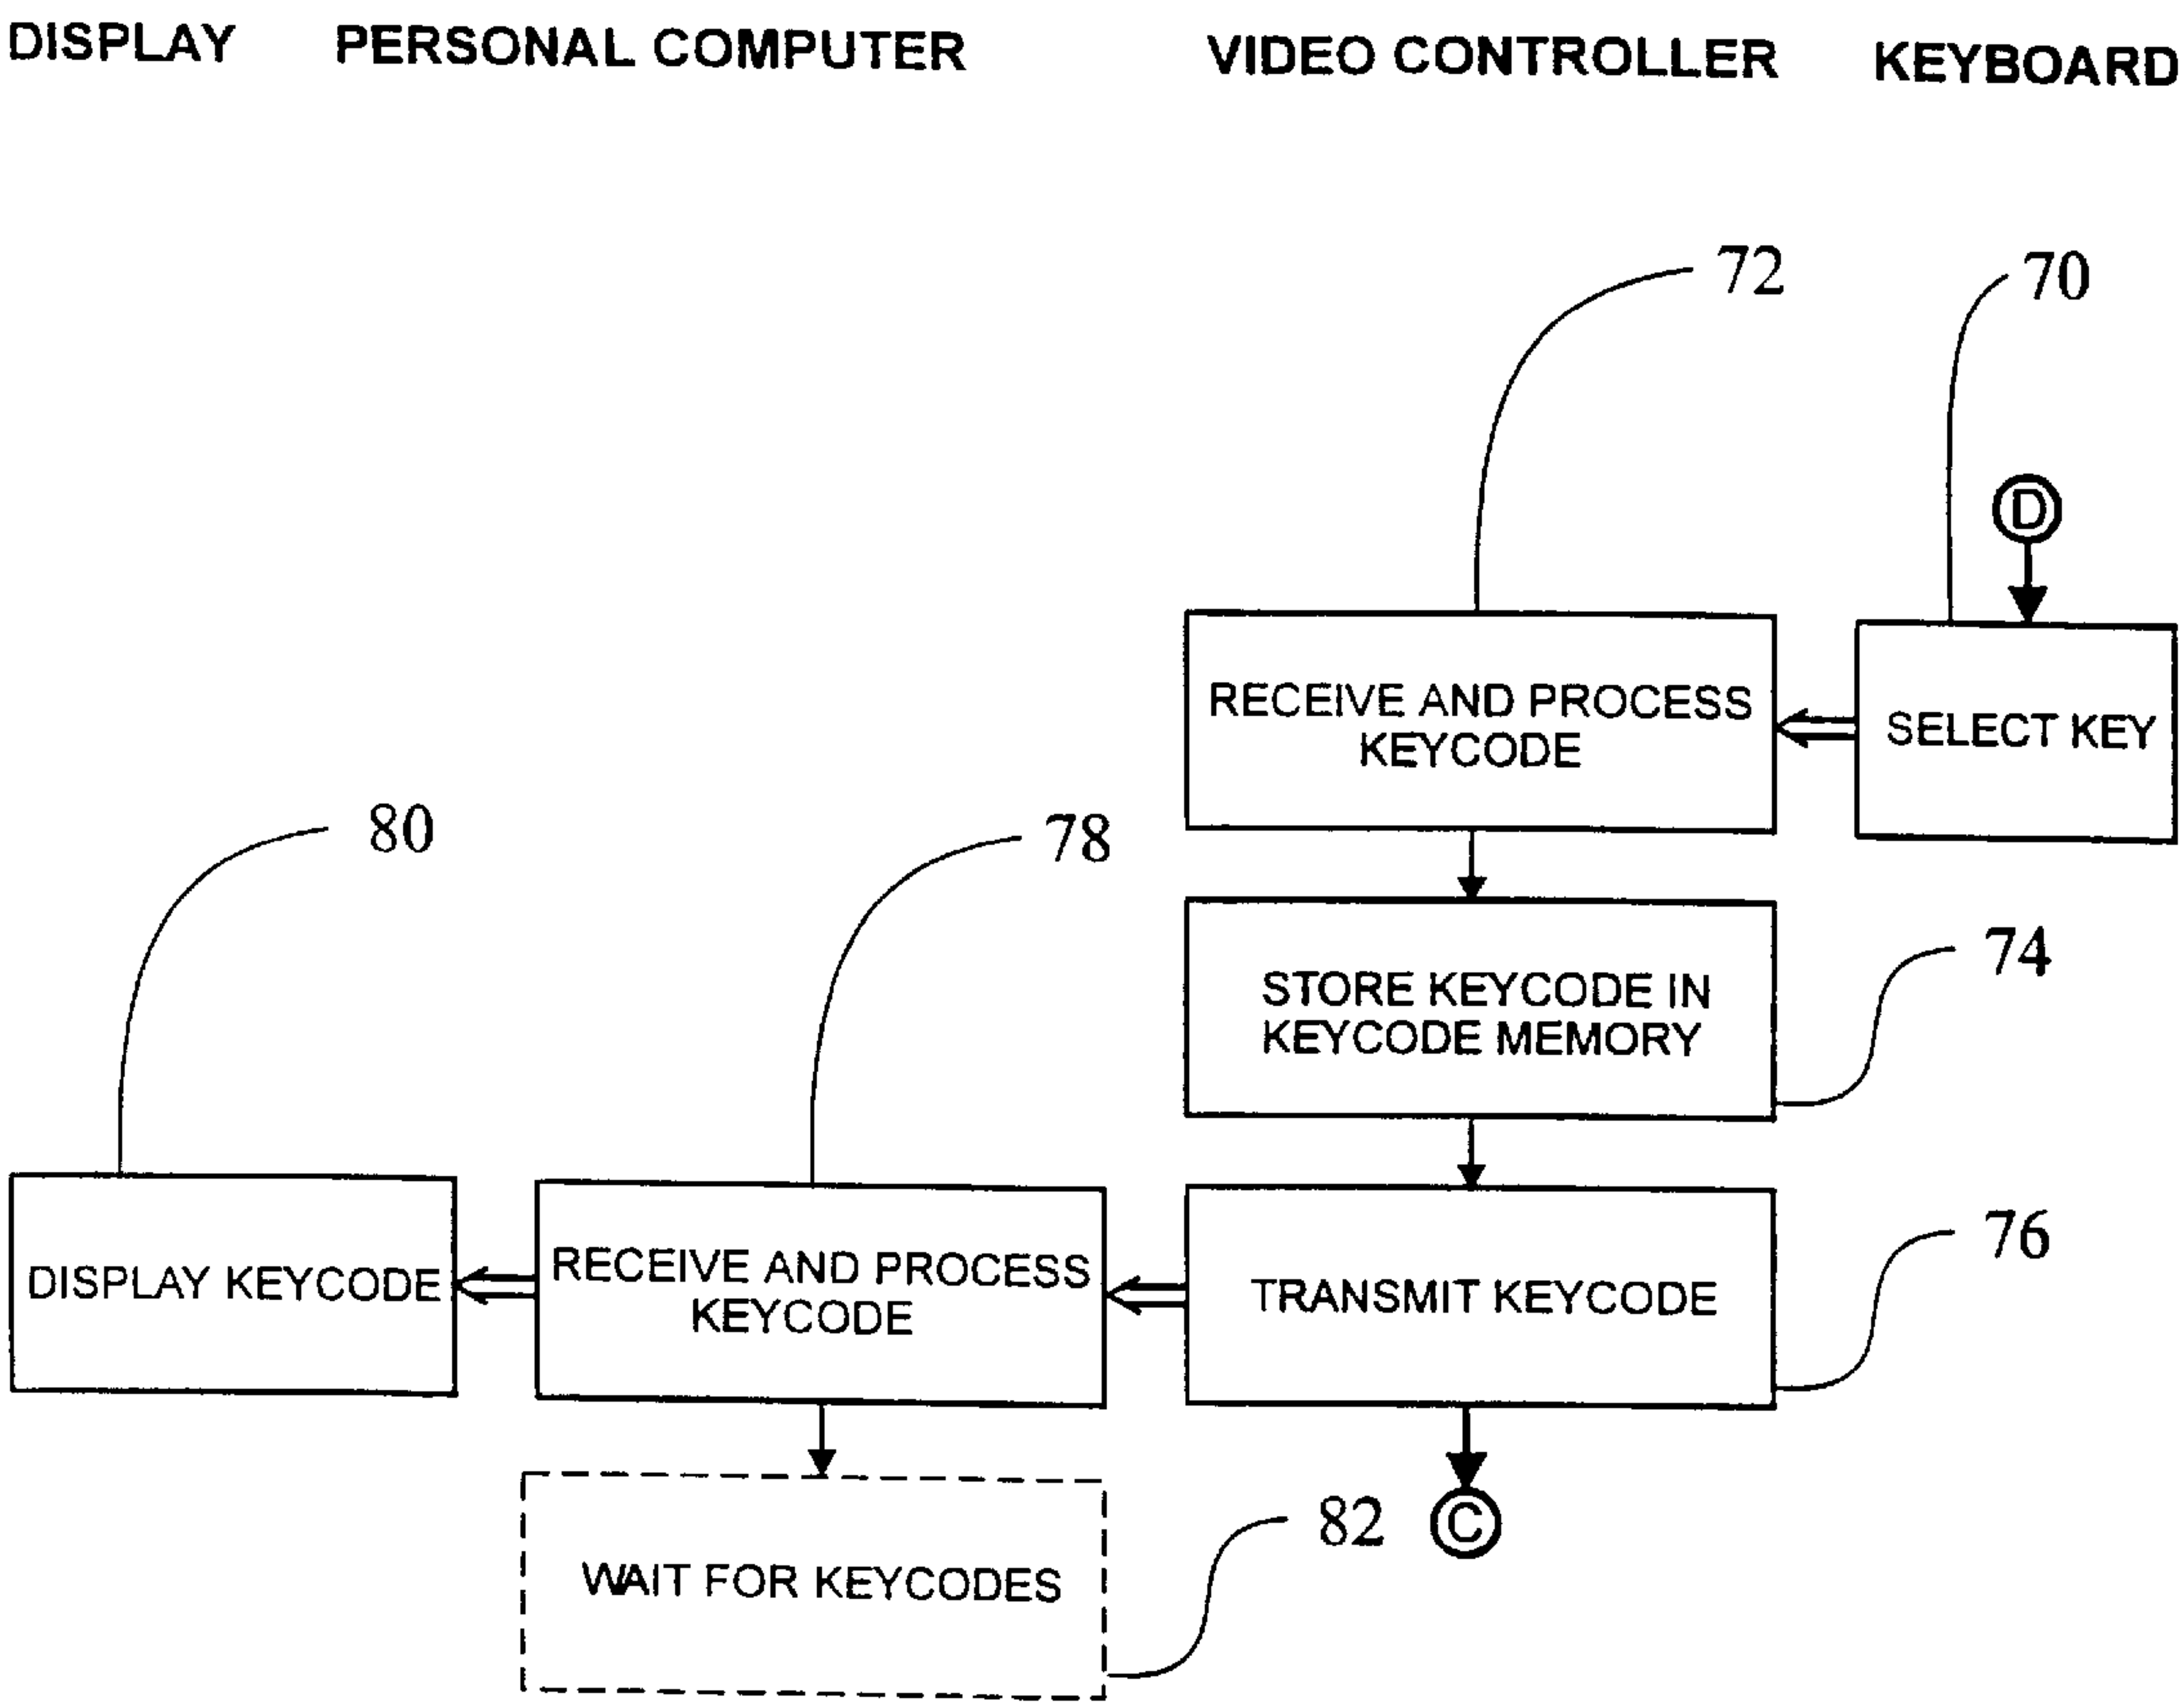 DISPLAY PERSONAL COMPUTER VIDEO CONTROLLER KEYBOARD
72
70
D
RECEIVE AND PROCESS
KEYCODE
SELECT KEY
80
78
STORE KEYCODE IN
KEYCODE MEMORY
74
DISPLAY KEYCODE
RECEIVE AND PROCESS
KEYCODE
TRANSMIT KEYCODE
76
WAIT FOR KEYCODES
82
C